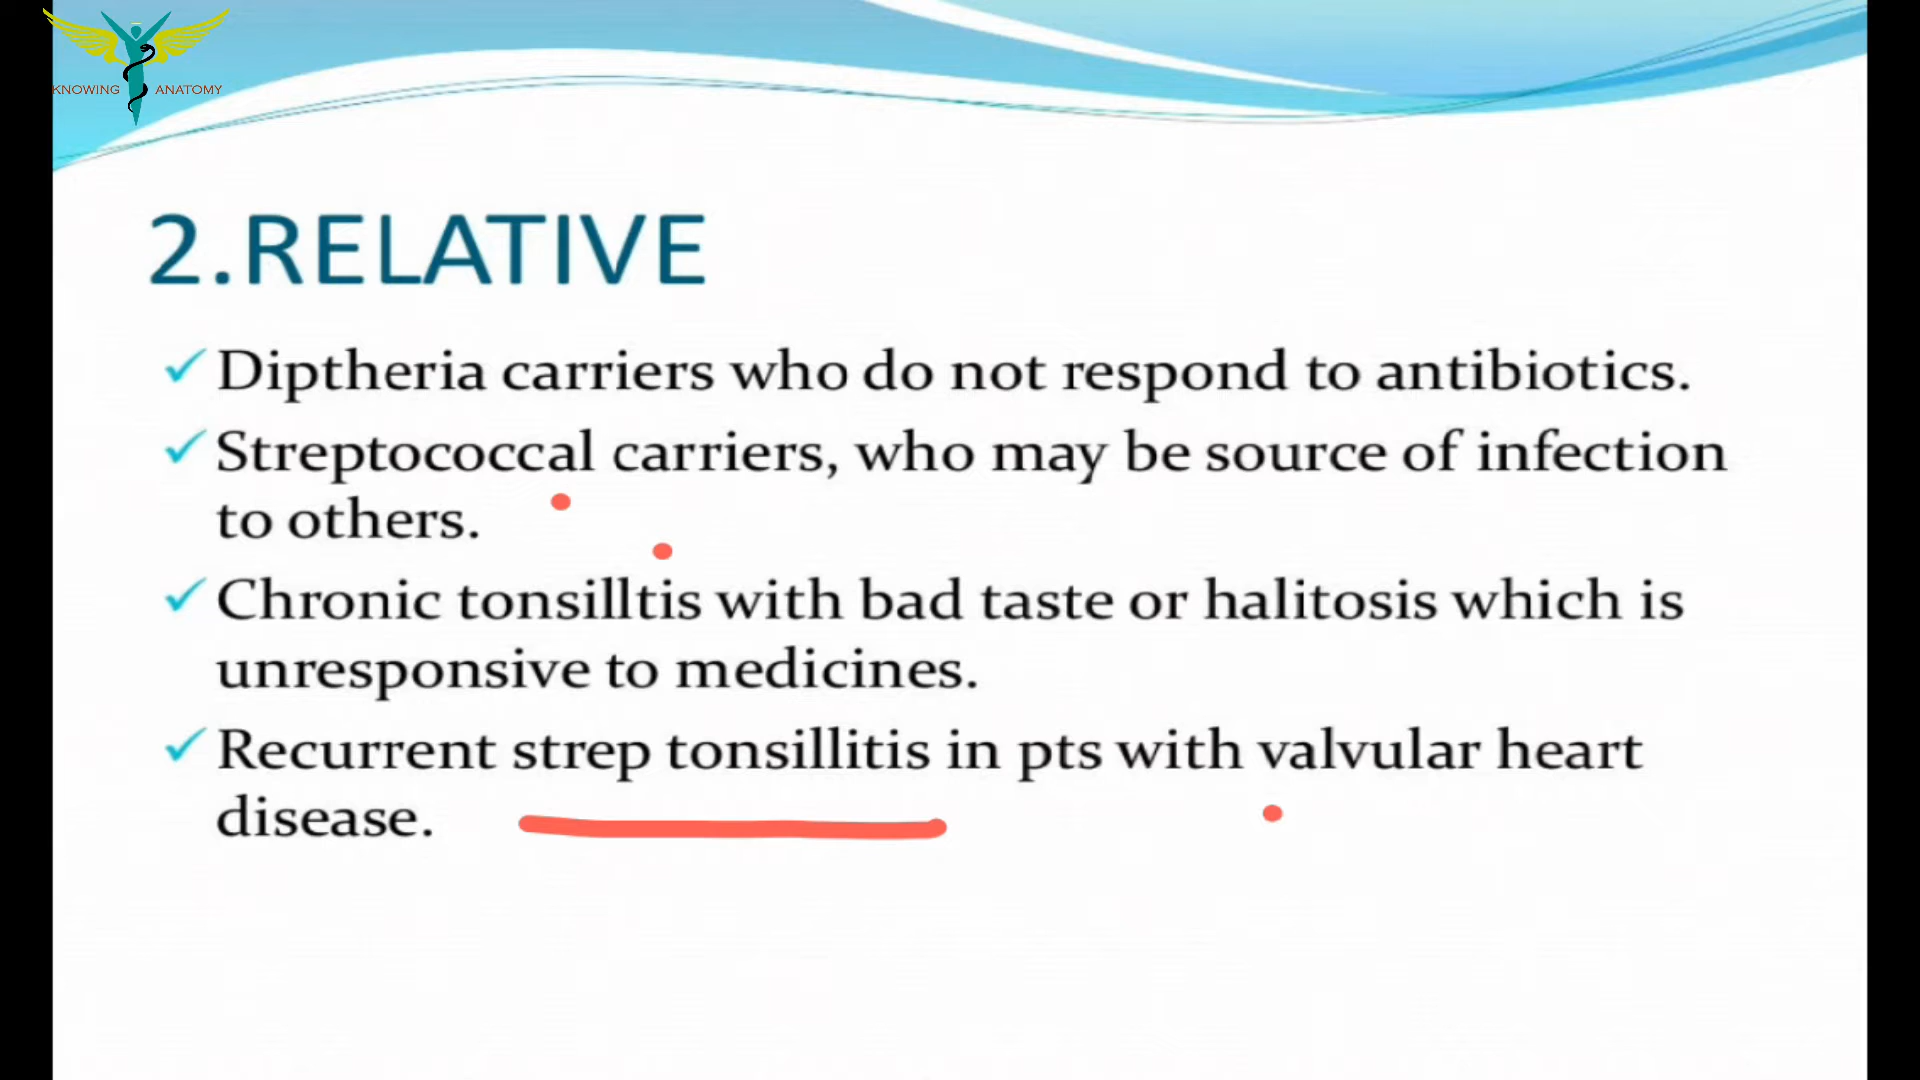 KNOWING ANATOMY
2.RELATIVE
Diptheria carriers who do not respond to antibiotics.
Streptococcal carriers, who may be source of infection
to others.
Chronic tonsilltis with bad taste or halitosis which is
unresponsive to medicines.
Recurrent strep tonsillitis in pts with valvular heart
disease.